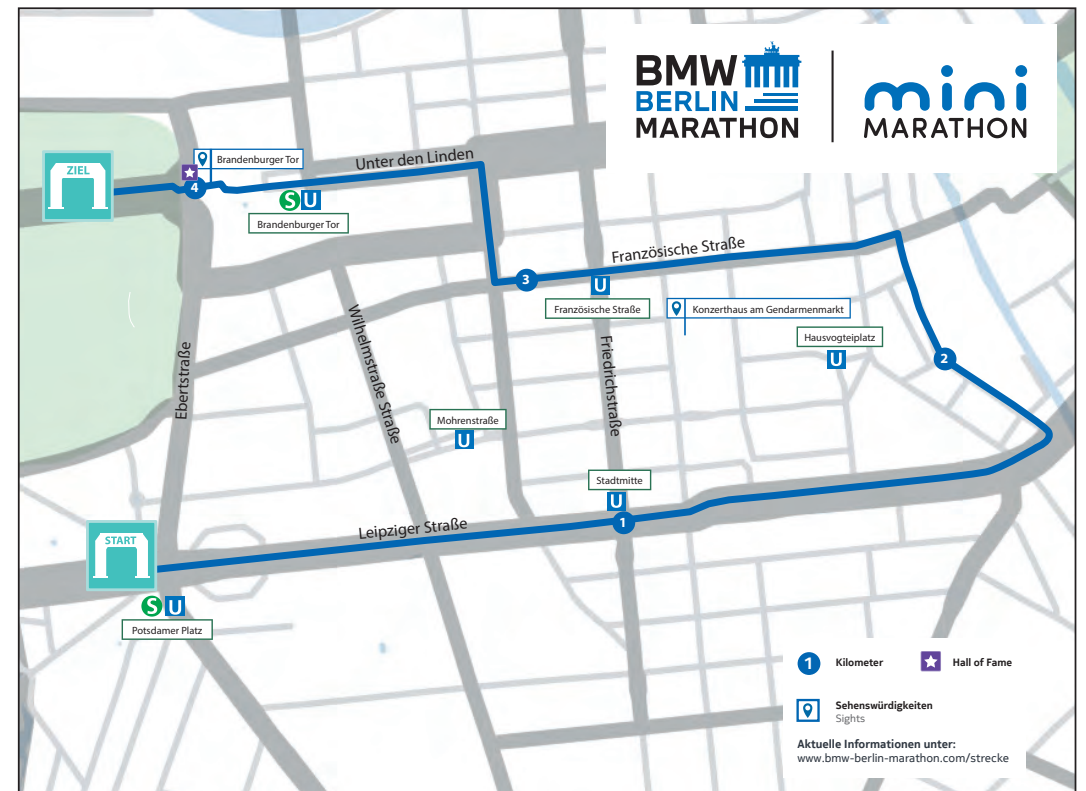 BMW
BERLIN
MARATHON
mini
MARATHON
ZIEL
Brandenburger Tor
4
Unter den Linden
S U
Brandenburger Tor
Französische Straße
3
U
Französische Straße
Konzerthaus am Gendarmenmarkt
Hausvogteiplatz
U
2
Wilhelmstraße Straße
Friedrichstraße
Ebertstraße
Mohrenstraße
U
Stadtmitte
U
1
Leipziger Straße
START
S U
Potsdamer Platz
1 Kilometer
Hall of Fame
Sehenswürdigkeiten
Sights
Aktuelle Informationen unter:
www.bmw-berlin-marathon.com/strecke